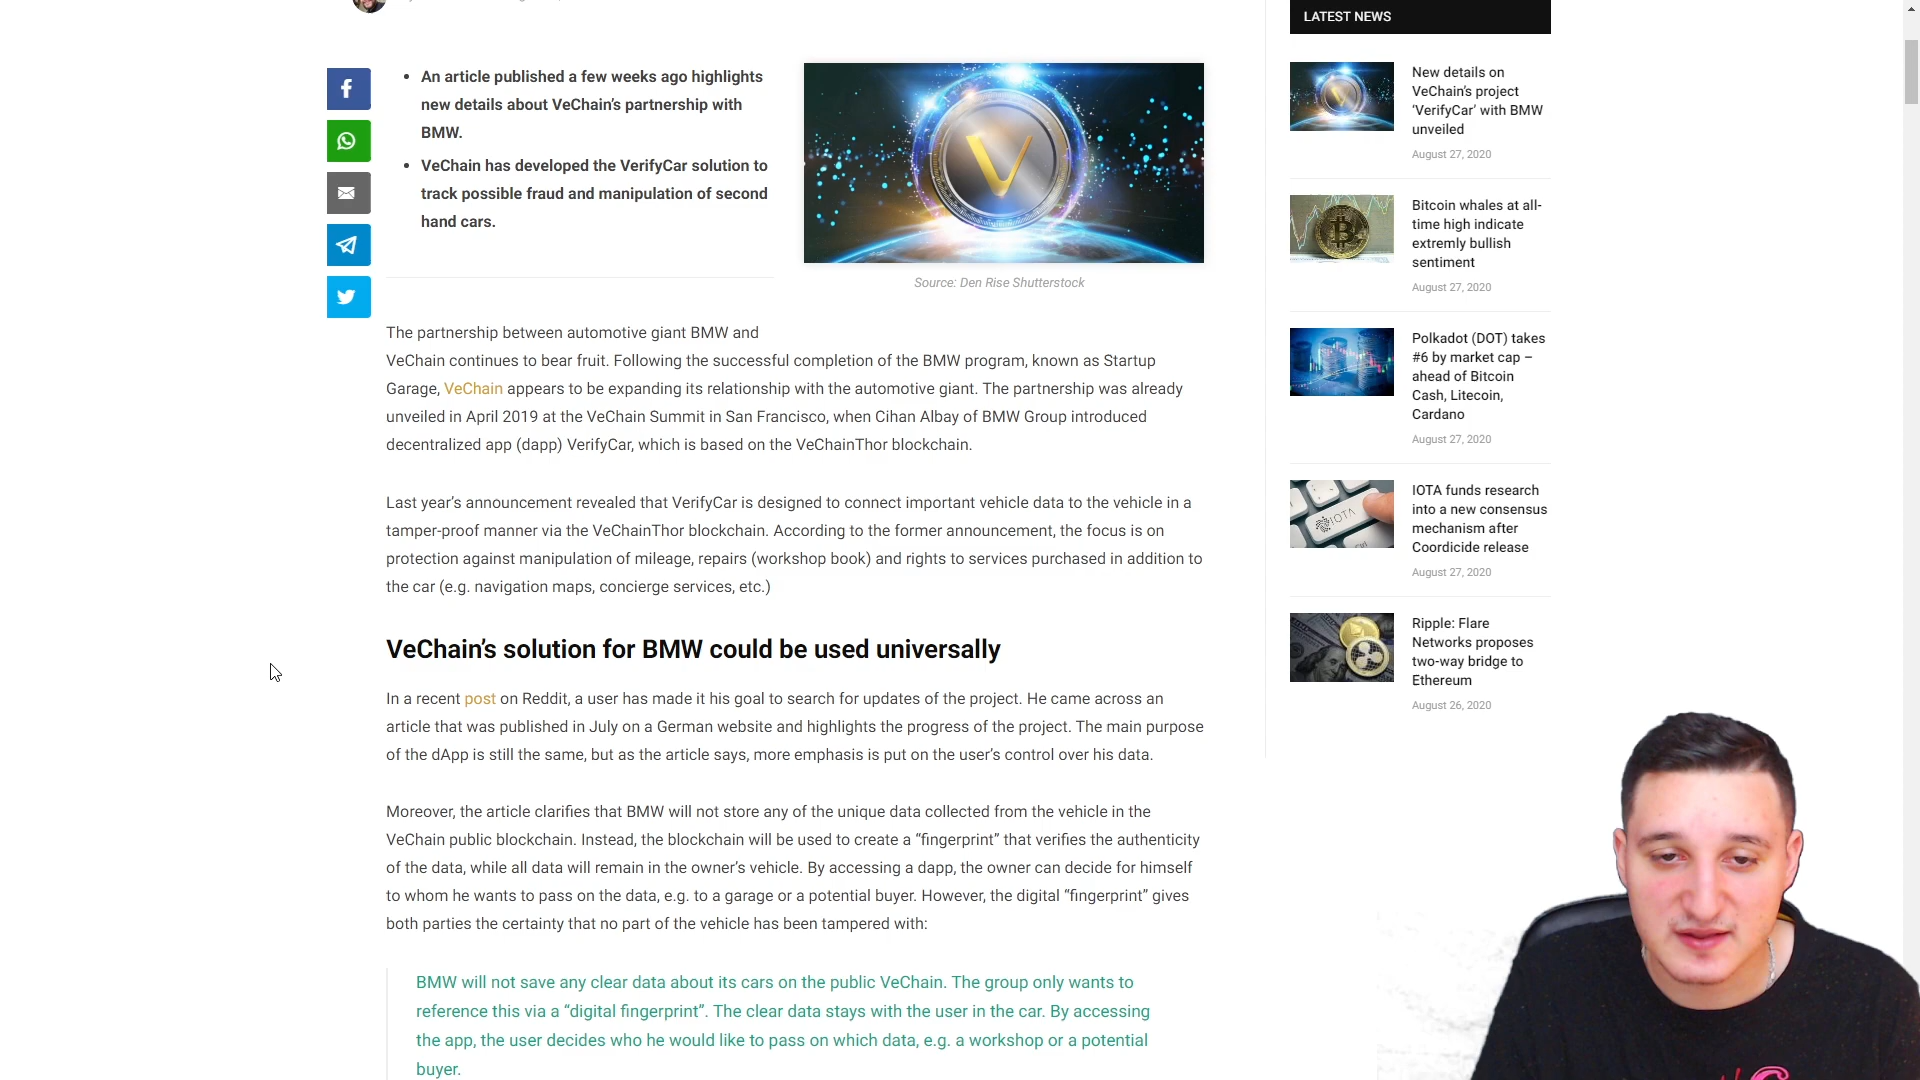 An article published a few weeks ago highlights
new details about VeChain’s partnership with
BMW.
VeChain has developed the VerifyCar solution to
track possible fraud and manipulation of second
hand cars.
Source: Den Rise Shutterstock
The partnership between automotive giant BMW and
VeChain continues to bear fruit. Following the successful completion of the BMW program, known as Startup
Garage, VeChain appears to be expanding its relationship with the automotive giant. The partnership was already
unveiled in April 2019 at the VeChain Summit in San Francisco, when Cihan Albay of BMW Group introduced
decentralized app (dapp) VerifyCar, which is based on the VeChainThor blockchain.
Last year’s announcement revealed that VerifyCar is designed to connect important vehicle data to the vehicle in a
tamper-proof manner via the VeChainThor blockchain. According to the former announcement, the focus is on
protection against manipulation of mileage, repairs (workshop book) and rights to services purchased in addition to
the car (e.g. navigation maps, concierge services, etc.)
VeChain’s solution for BMW could be used universally
In a recent post on Reddit, a user has made it his goal to search for updates of the project. He came across an
article that was published in July on a German website and highlights the progress of the project. The main purpose
of the dApp is still the same, but as the article says, more emphasis is put on the user’s control over his data.
Moreover, the article clarifies that BMW will not store any of the unique data collected from the vehicle in the
VeChain public blockchain. Instead, the blockchain will be used to create a “fingerprint” that verifies the authenticity
of the data, while all data will remain in the owner’s vehicle. By accessing a dapp, the owner can decide for himself
to whom he wants to pass on the data, e.g. to a garage or a potential buyer. However, the digital “fingerprint” gives
both parties the certainty that no part of the vehicle has been tampered with:
BMW will not save any clear data about its cars on the public VeChain. The group only wants to
reference this via a “digital fingerprint”. The clear data stays with the user in the car. By accessing
the app, the user decides who he would like to pass on which data, e.g. a workshop or a potential
buyer.
LATEST NEWS
New details on
VeChain’s project
‘VerifyCar’ with BMW
unveiled
August 27, 2020
Bitcoin whales at all-
time high indicate
extremly bullish
sentiment
August 27, 2020
Polkadot (DOT) takes
#6 by market cap –
ahead of Bitcoin
Cash, Litecoin,
Cardano
August 27, 2020
IOTA
IOTA funds research
into a new consensus
mechanism after
Coordicide release
August 27, 2020
Ripple: Flare
Networks proposes
two-way bridge to
Ethereum
August 26, 2020